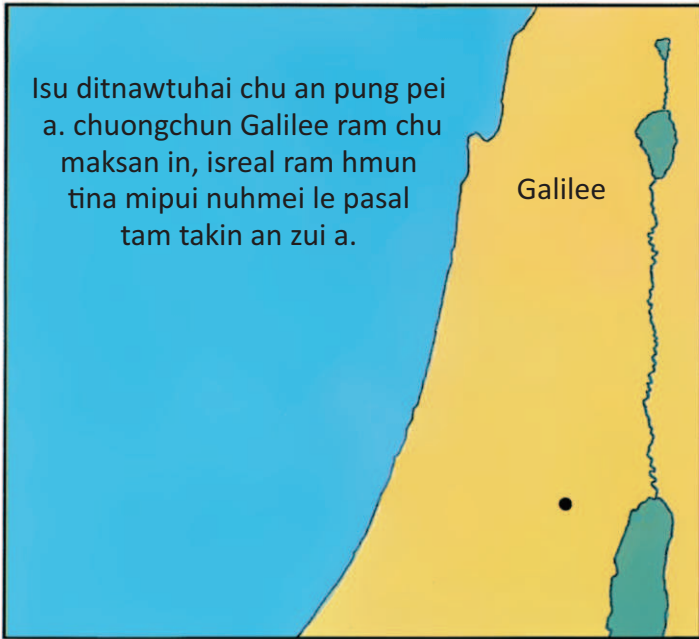 Isu ditnawtuhai chu an pung pei
a. chuongchun Galilee ram chu
maksan in, isreal ram hmun
tina mipui nuhmei le pasal
tam takin an zui a.
Galilee